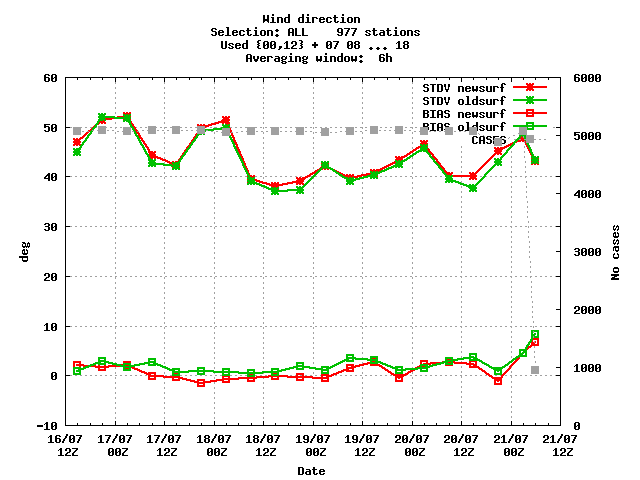 Wind direction
Selection: ALL    977 stations
Used {00,12} + 07 08 ... 18
Averaging window:  6h
STDV newsurf
STDV oldsurf
BIAS newsurf
BIAS oldsurf
CASES
60
50
40
30
20
10
0
-10
deg
6000
5000
4000
3000
2000
1000
0
No cases
16/07 17/07 17/07 18/07 18/07 19/07 19/07 20/07 20/07 21/07 21/07
12Z 00Z 12Z 00Z 12Z 00Z 12Z 00Z 12Z 00Z 12Z
Date